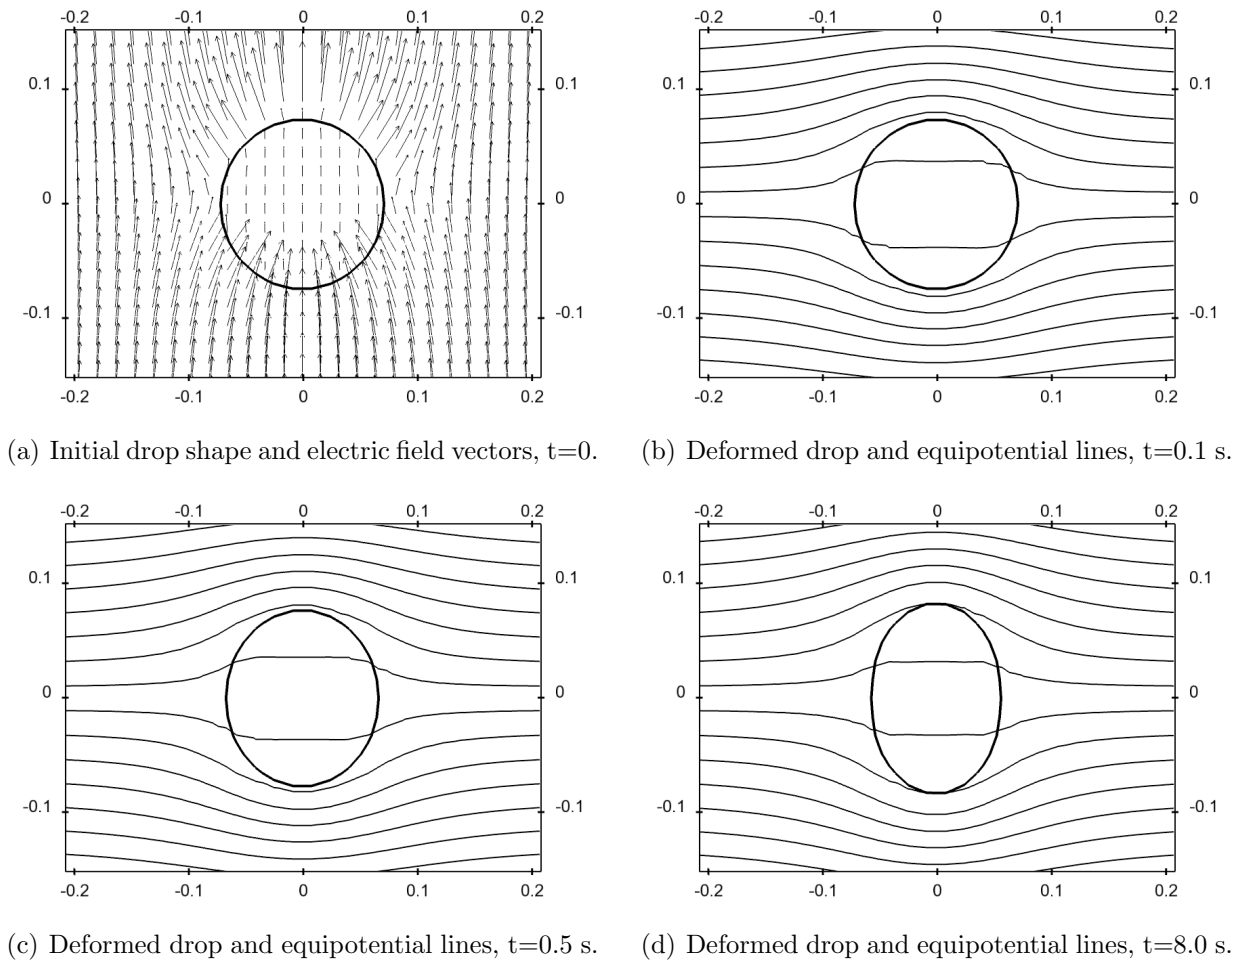 -0.2 -0.1 0 0.1 0.2
0.1 0.1
0 0
-0.1 -0.1
-0.2 -0.1 0 0.1 0.2
(a) Initial drop shape and electric field vectors, t=0.
-0.2 -0.1 0 0.1 0.2
0.1 0.1
0 0
-0.1 -0.1
-0.2 -0.1 0 0.1 0.2
(b) Deformed drop and equipotential lines, t=0.1 s.
-0.2 -0.1 0 0.1 0.2
0.1 0.1
0 0
-0.1 -0.1
-0.2 -0.1 0 0.1 0.2
(c) Deformed drop and equipotential lines, t=0.5 s.
-0.2 -0.1 0 0.1 0.2
0.1 0.1
0 0
-0.1 -0.1
-0.2 -0.1 0 0.1 0.2
(d) Deformed drop and equipotential lines, t=8.0 s.